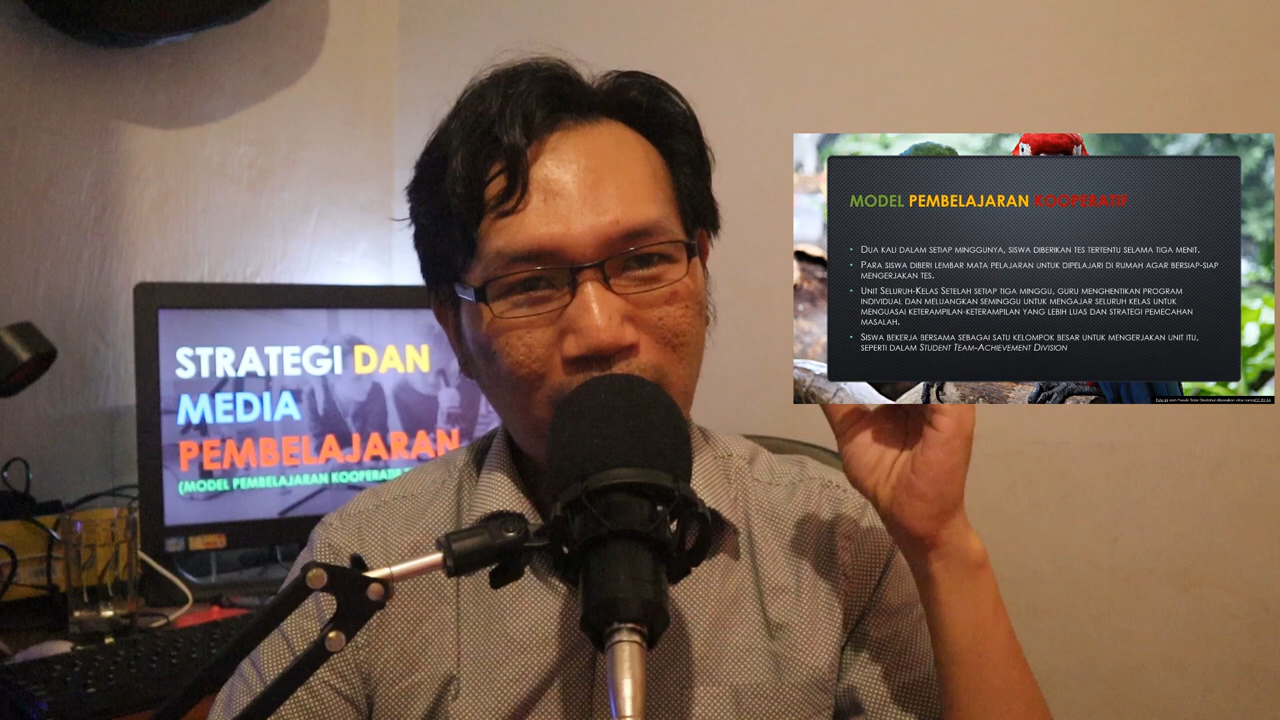 STRATEGI DAN
MEDIA
PEMBELAJARAN
(MODEL PEMBELAJARAN KOOPERATIF
MODEL PEMBELAJARAN KOOPERATIF
• DUA KALI DALAM SETIAP MINGGUNYA, SISWA DIBERIKAN TES TERTENTU SELAMA TIGA MENIT.
• PARA SISWA DIBERI LEMBAR MATA PELAJARAN UNTUK DIPELAJARI DI RUMAH AGAR BERSIAP-SIAP
MENGERJAKAN TES.
• UNIT SELURUH-KELAS SETELAH SETIAP TIGA MINGGU, GURU MENGHENTIKAN PROGRAM
INDIVIDUAL DAN MELUANGKAN SEMINGGU UNTUK MENGAJAR SELURUH KELAS UNTUK
MENGUASAI KETERAMPILAN-KETERAMPILAN YANG LEBIH LUAS DAN STRATEGI PEMECAHAN
MASALAH.
• SISWA BEKERJA BERSAMA SEBAGAI SATU KELOMPOK BESAR UNTUK MENGERJAKAN UNIT ITU,
SEPERTI DALAM STUDENT TEAM-ACHIEVEMENT DIVISION